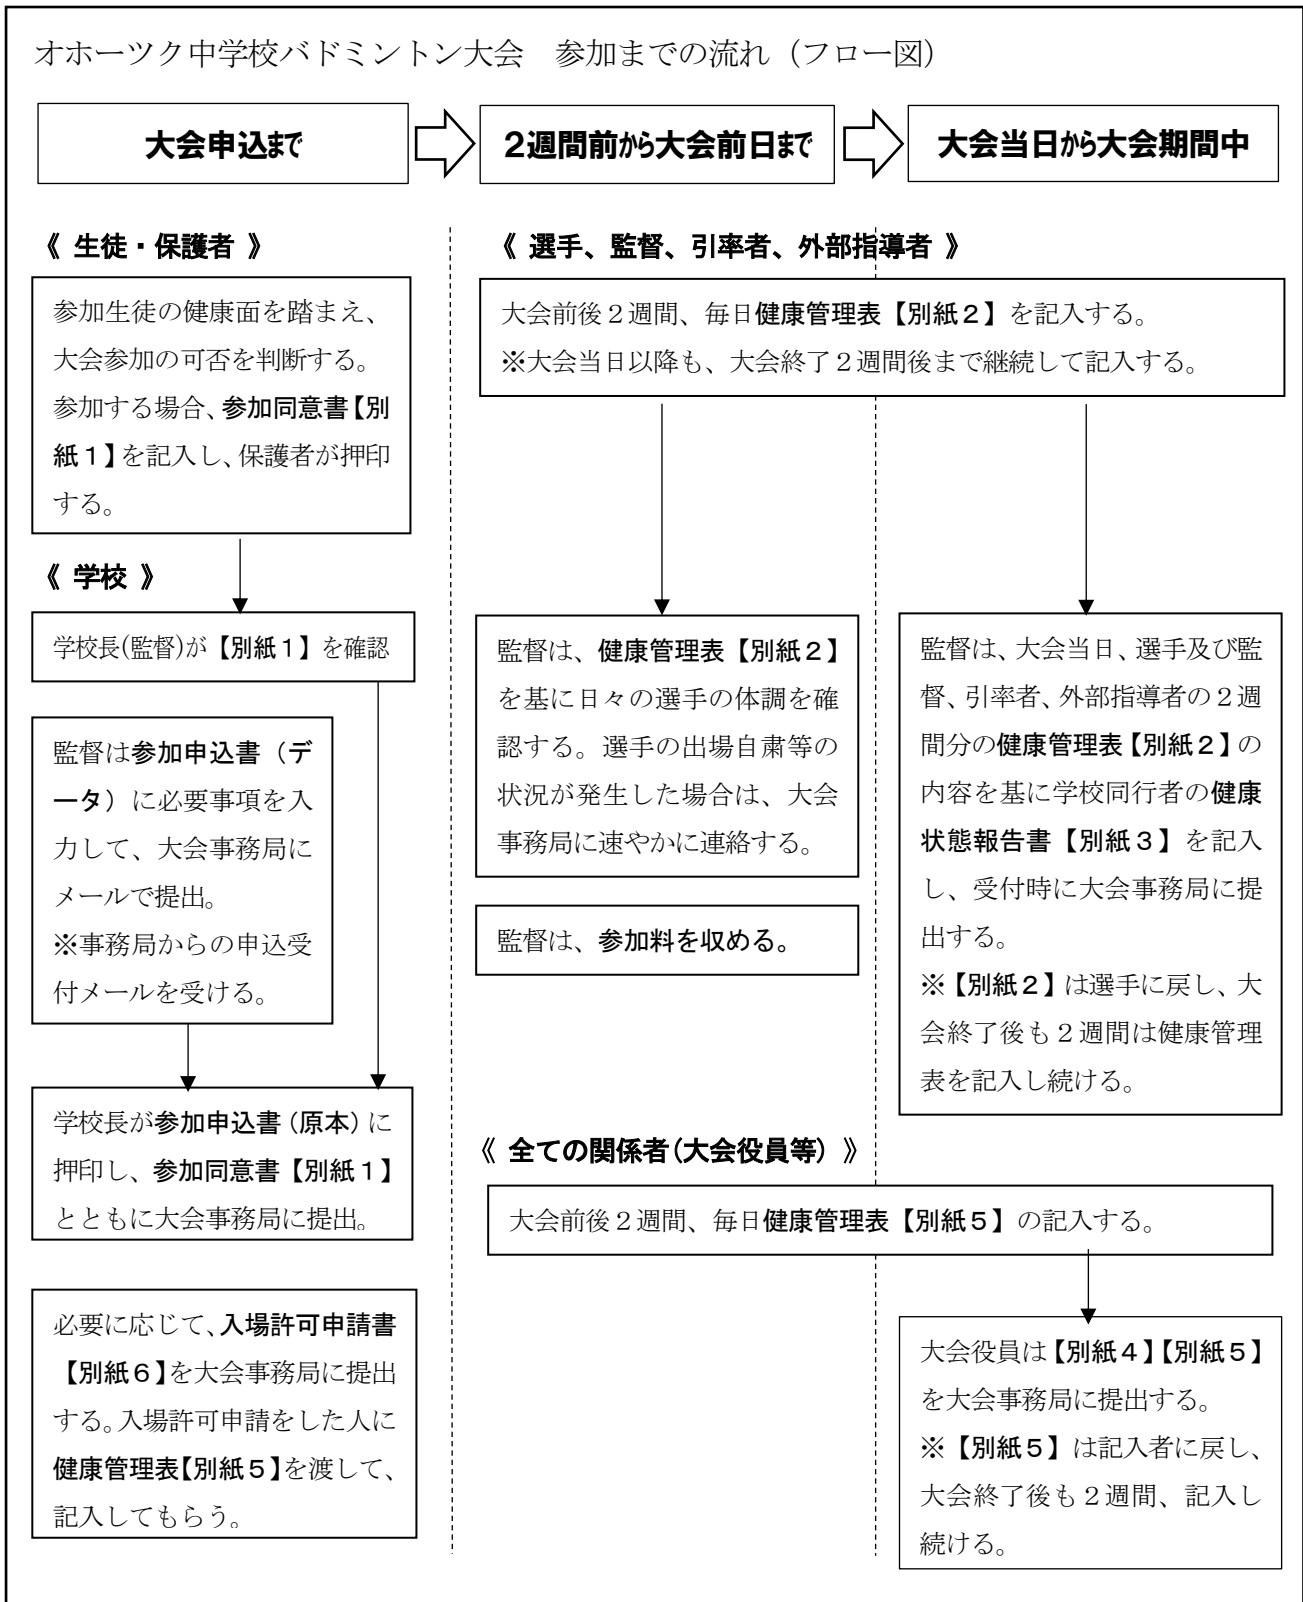 オホーツク中学校バドミントン大会　参加までの流れ（フロー図）
大会申込まで
２週間前から大会前日まで
大会当日から大会期間中
《 生徒・保護者 》
参加生徒の健康面を踏まえ、
大会参加の可否を判断する。
参加する場合、参加同意書【別
紙１】を記入し、保護者が押印
する。
《 学校 》
学校長(監督)が【別紙１】を確認
監督は参加申込書（デ
ータ）に必要事項を入
力して、大会事務局に
メールで提出。
※事務局からの申込受
付メールを受ける。
学校長が参加申込書（原本）に
押印し、参加同意書【別紙１】
とともに大会事務局に提出。
必要に応じて、入場許可申請書
【別紙６】を大会事務局に提出
する。入場許可申請をした人に
健康管理表【別紙５】を渡して、
記入してもらう。
《 選手、監督、引率者、外部指導者 》
大会前後２週間、毎日健康管理表【別紙２】を記入する。
※大会当日以降も、大会終了２週間後まで継続して記入する。
監督は、健康管理表【別紙２】
を基に日々の選手の体調を確
認する。選手の出場自粛等の
状況が発生した場合は、大会
事務局に速やかに連絡する。
監督は、参加料を収める。
監督は、大会当日、選手及び監
督、引率者、外部指導者の２週
間分の健康管理表【別紙２】の
内容を基に学校同行者の健康
状態報告書【別紙３】を記入
し、受付時に大会事務局に提
出する。
※【別紙２】は選手に戻し、大
会終了後も２週間は健康管理
表を記入し続ける。
《 全ての関係者（大会役員等）》
大会前後２週間、毎日健康管理表【別紙５】の記入する。
大会役員は【別紙４】【別紙５】
を大会事務局に提出する。
※【別紙５】は記入者に戻し、
大会終了後も２週間、記入し
続ける。